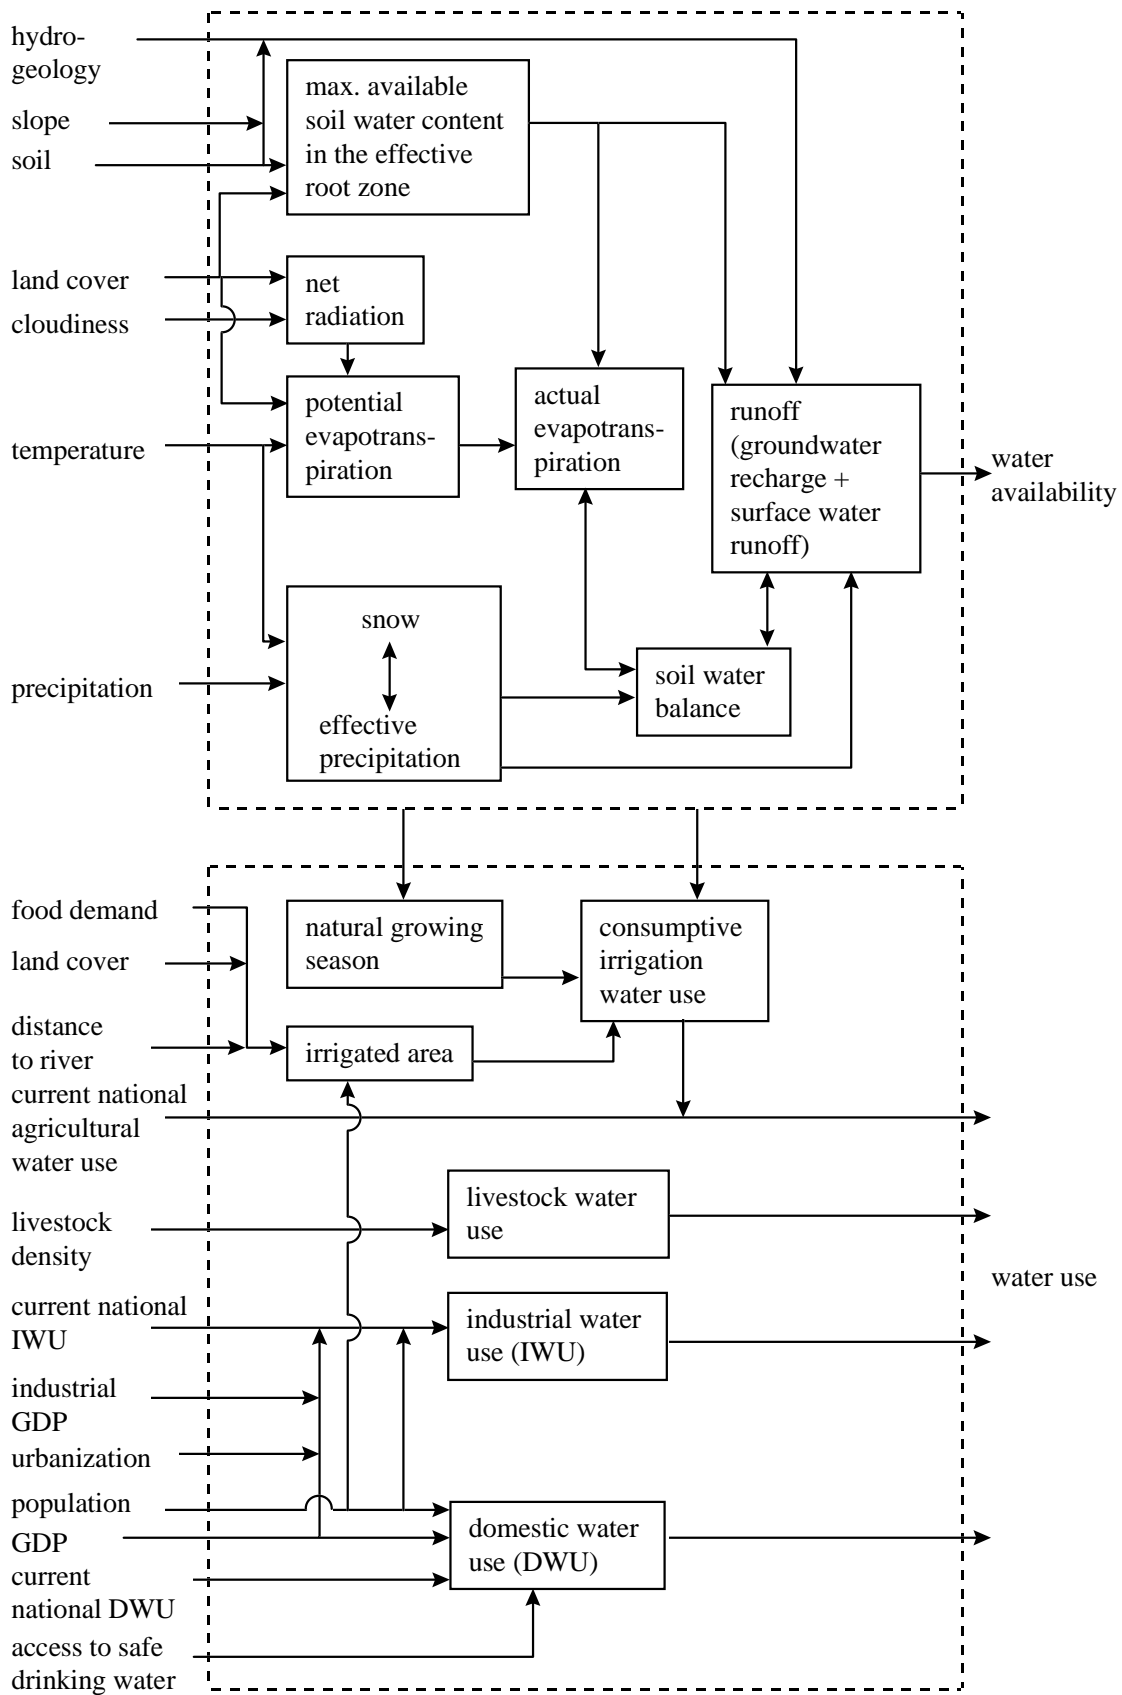 hydro-
geology
slope
soil
max. available
soil water content
in the effective
root zone
land cover
cloudiness
net
radiation
temperature
potential
evapotrans-
piration
actual
evapotrans-
piration
runoff
(groundwater
recharge +
surface water
runoff)
water
availability
precipitation
snow
effective
precipitation
soil water
balance
food demand
land cover
distance
to river
current national
agricultural
water use
natural growing
season
consumptive
irrigation
water use
irrigated area
livestock
density
livestock water
use
water use
current national
IWU
industrial water
use (IWU)
industrial
GDP
urbanization
population
GDP
current
national DWU
domestic water
use (DWU)
access to safe
drinking water